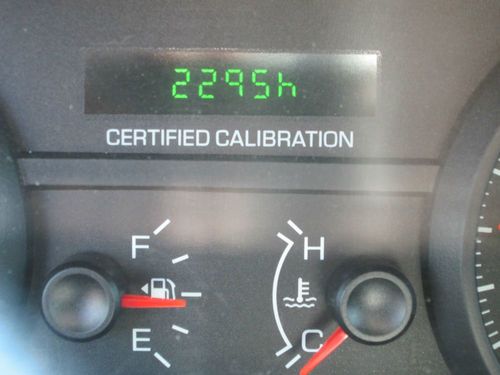 2295h
CERTIFIED CALIBRATION
F
H
E
C